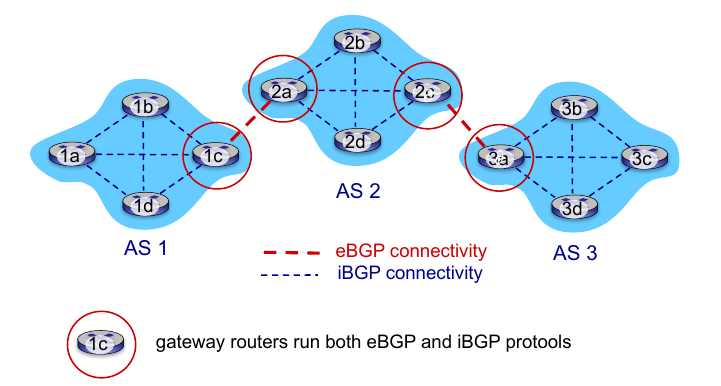 2b
2a
2c
2d
1b
1a
1c
1d
AS 2
3b
3a
3c
3d
AS 1
AS 3
eBGP connectivity
iBGP connectivity
1c
gateway routers run both eBGP and iBGP protools